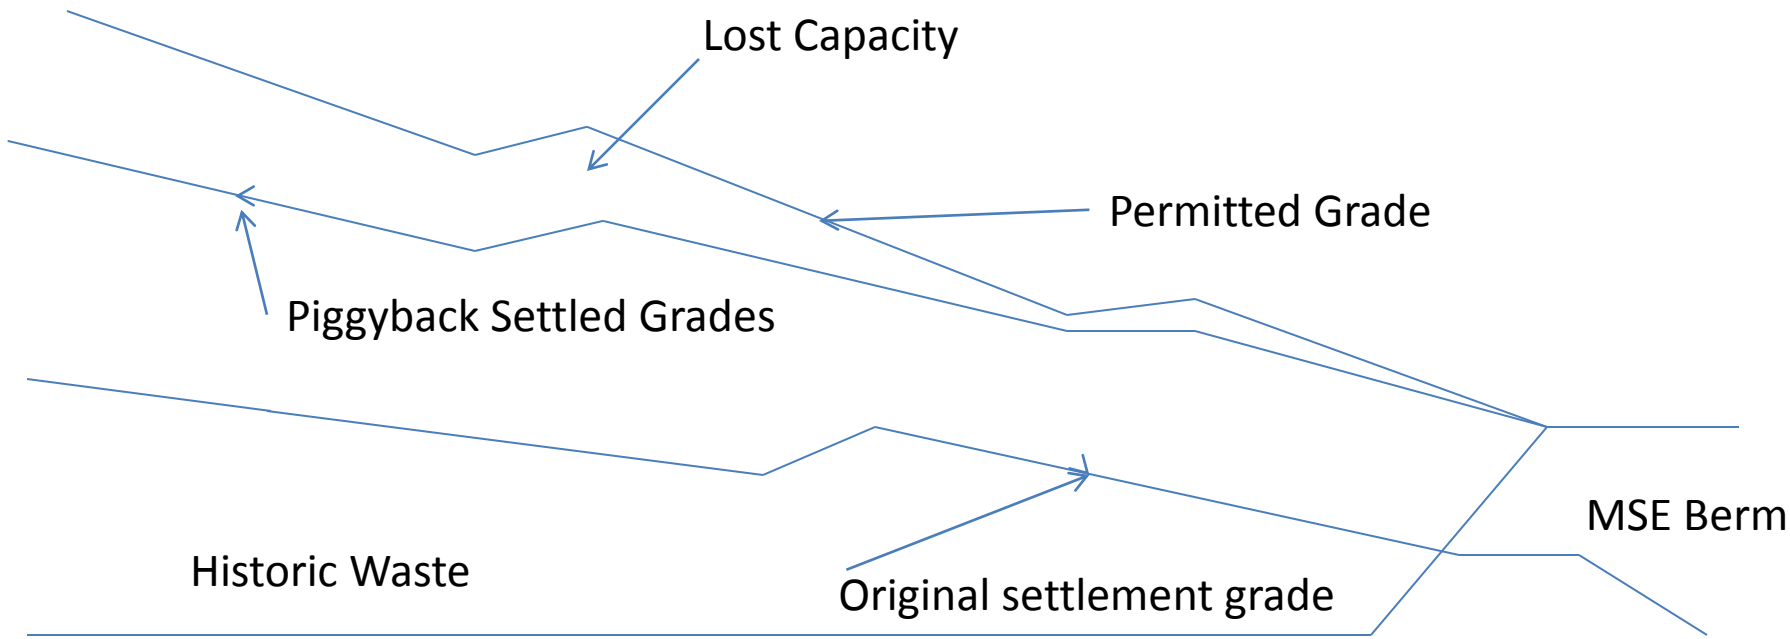 Lost Capacity
Permitted Grade
Piggyback Settled Grades
MSE Berm
Historic Waste
Original settlement grade